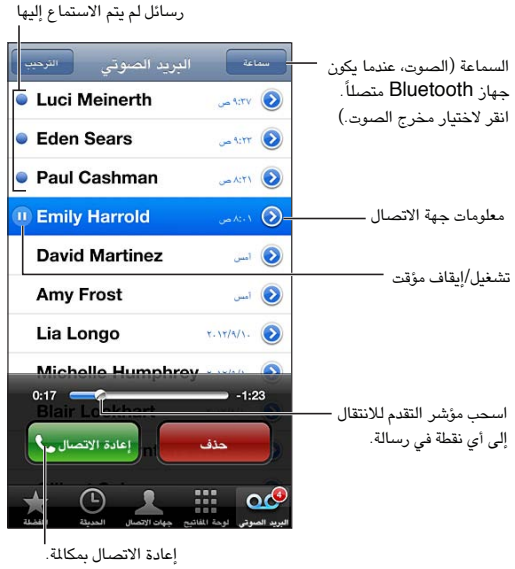 رسائل لم يتم الاستماع إليها
الترحيب
البريد الصوتي
سماعة
السماعة (الصوت، عندما يكون
جهاز Bluetooth متصلاً.
انقر لاختيار مخرج الصوت.)
Luci Meinerth
٩:٣٧ ص
Eden Sears
٩:٢٣ ص
Paul Cashman
٨:٢١ ص
Emily Harrold
٨:٠١ ص
معلومات جهة الاتصال
David Martinez
أمس
تشغيل/إيقاف مؤقت
Amy Frost
أمس
Lia Longo
٢٠١٢/٩/١٠
Michelle Humphrey
0:17
-1:23
Blair Lockhart
اسحب مؤشر التقدم للانتقال
إلى أي نقطة في رسالة.
إعادة الاتصال
حذف
4
المفضلة
الحديثة
جهات الاتصال
لوحة المفاتيح
البريد الصوتي
إعادة الاتصال بمكالمة.